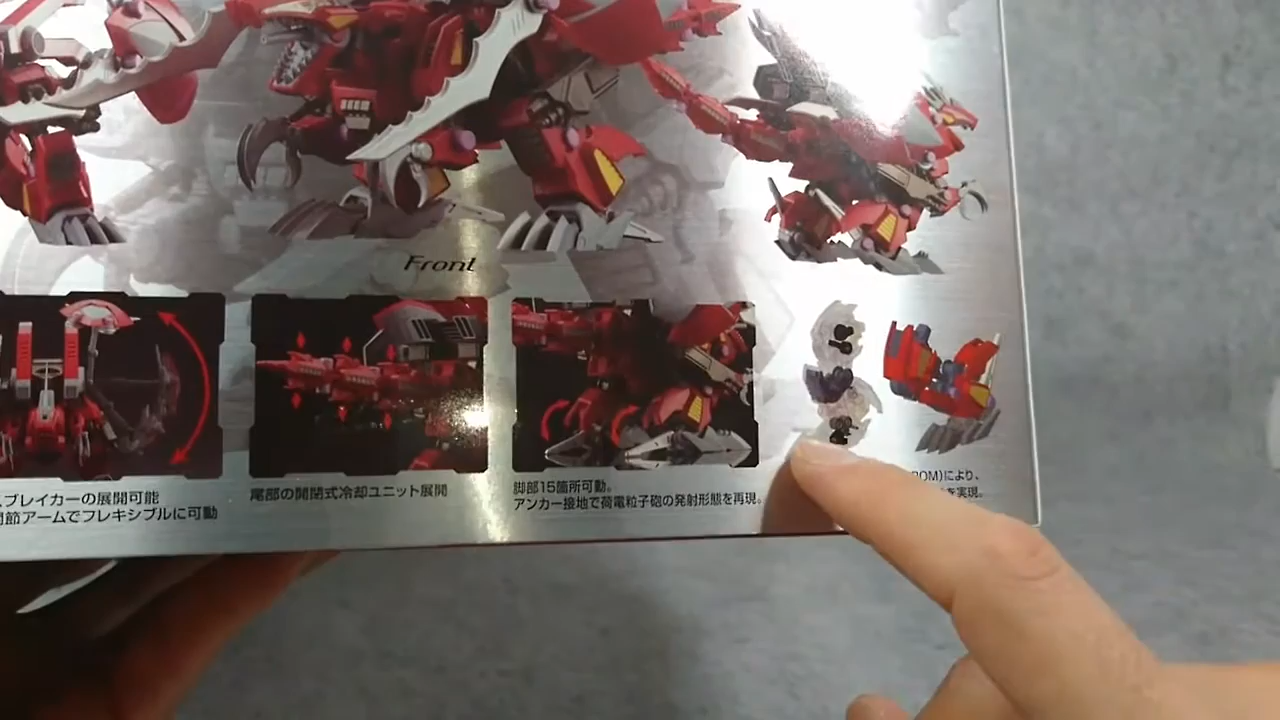 Front
ブレイカーの展開可能
節アームでフレキシブルに可動
尾部の開閉式冷却ユニット展開
脚部15箇所可動。
アンカー接地で荷電粒子砲の発射形態を再現。
OM)により、
を実現。